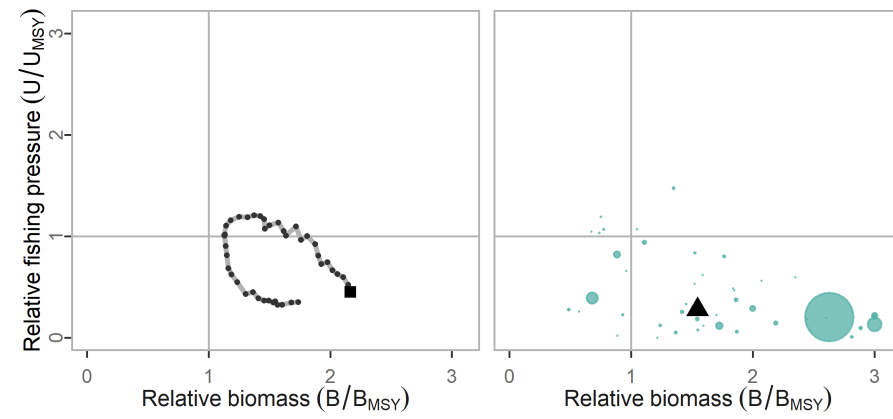 Relative fishing pressure (U/UMSY)
3
2
1
0
0 1 2 3
0 1 2 3
Relative biomass (B/BMSY)
Relative biomass (B/BMSY)